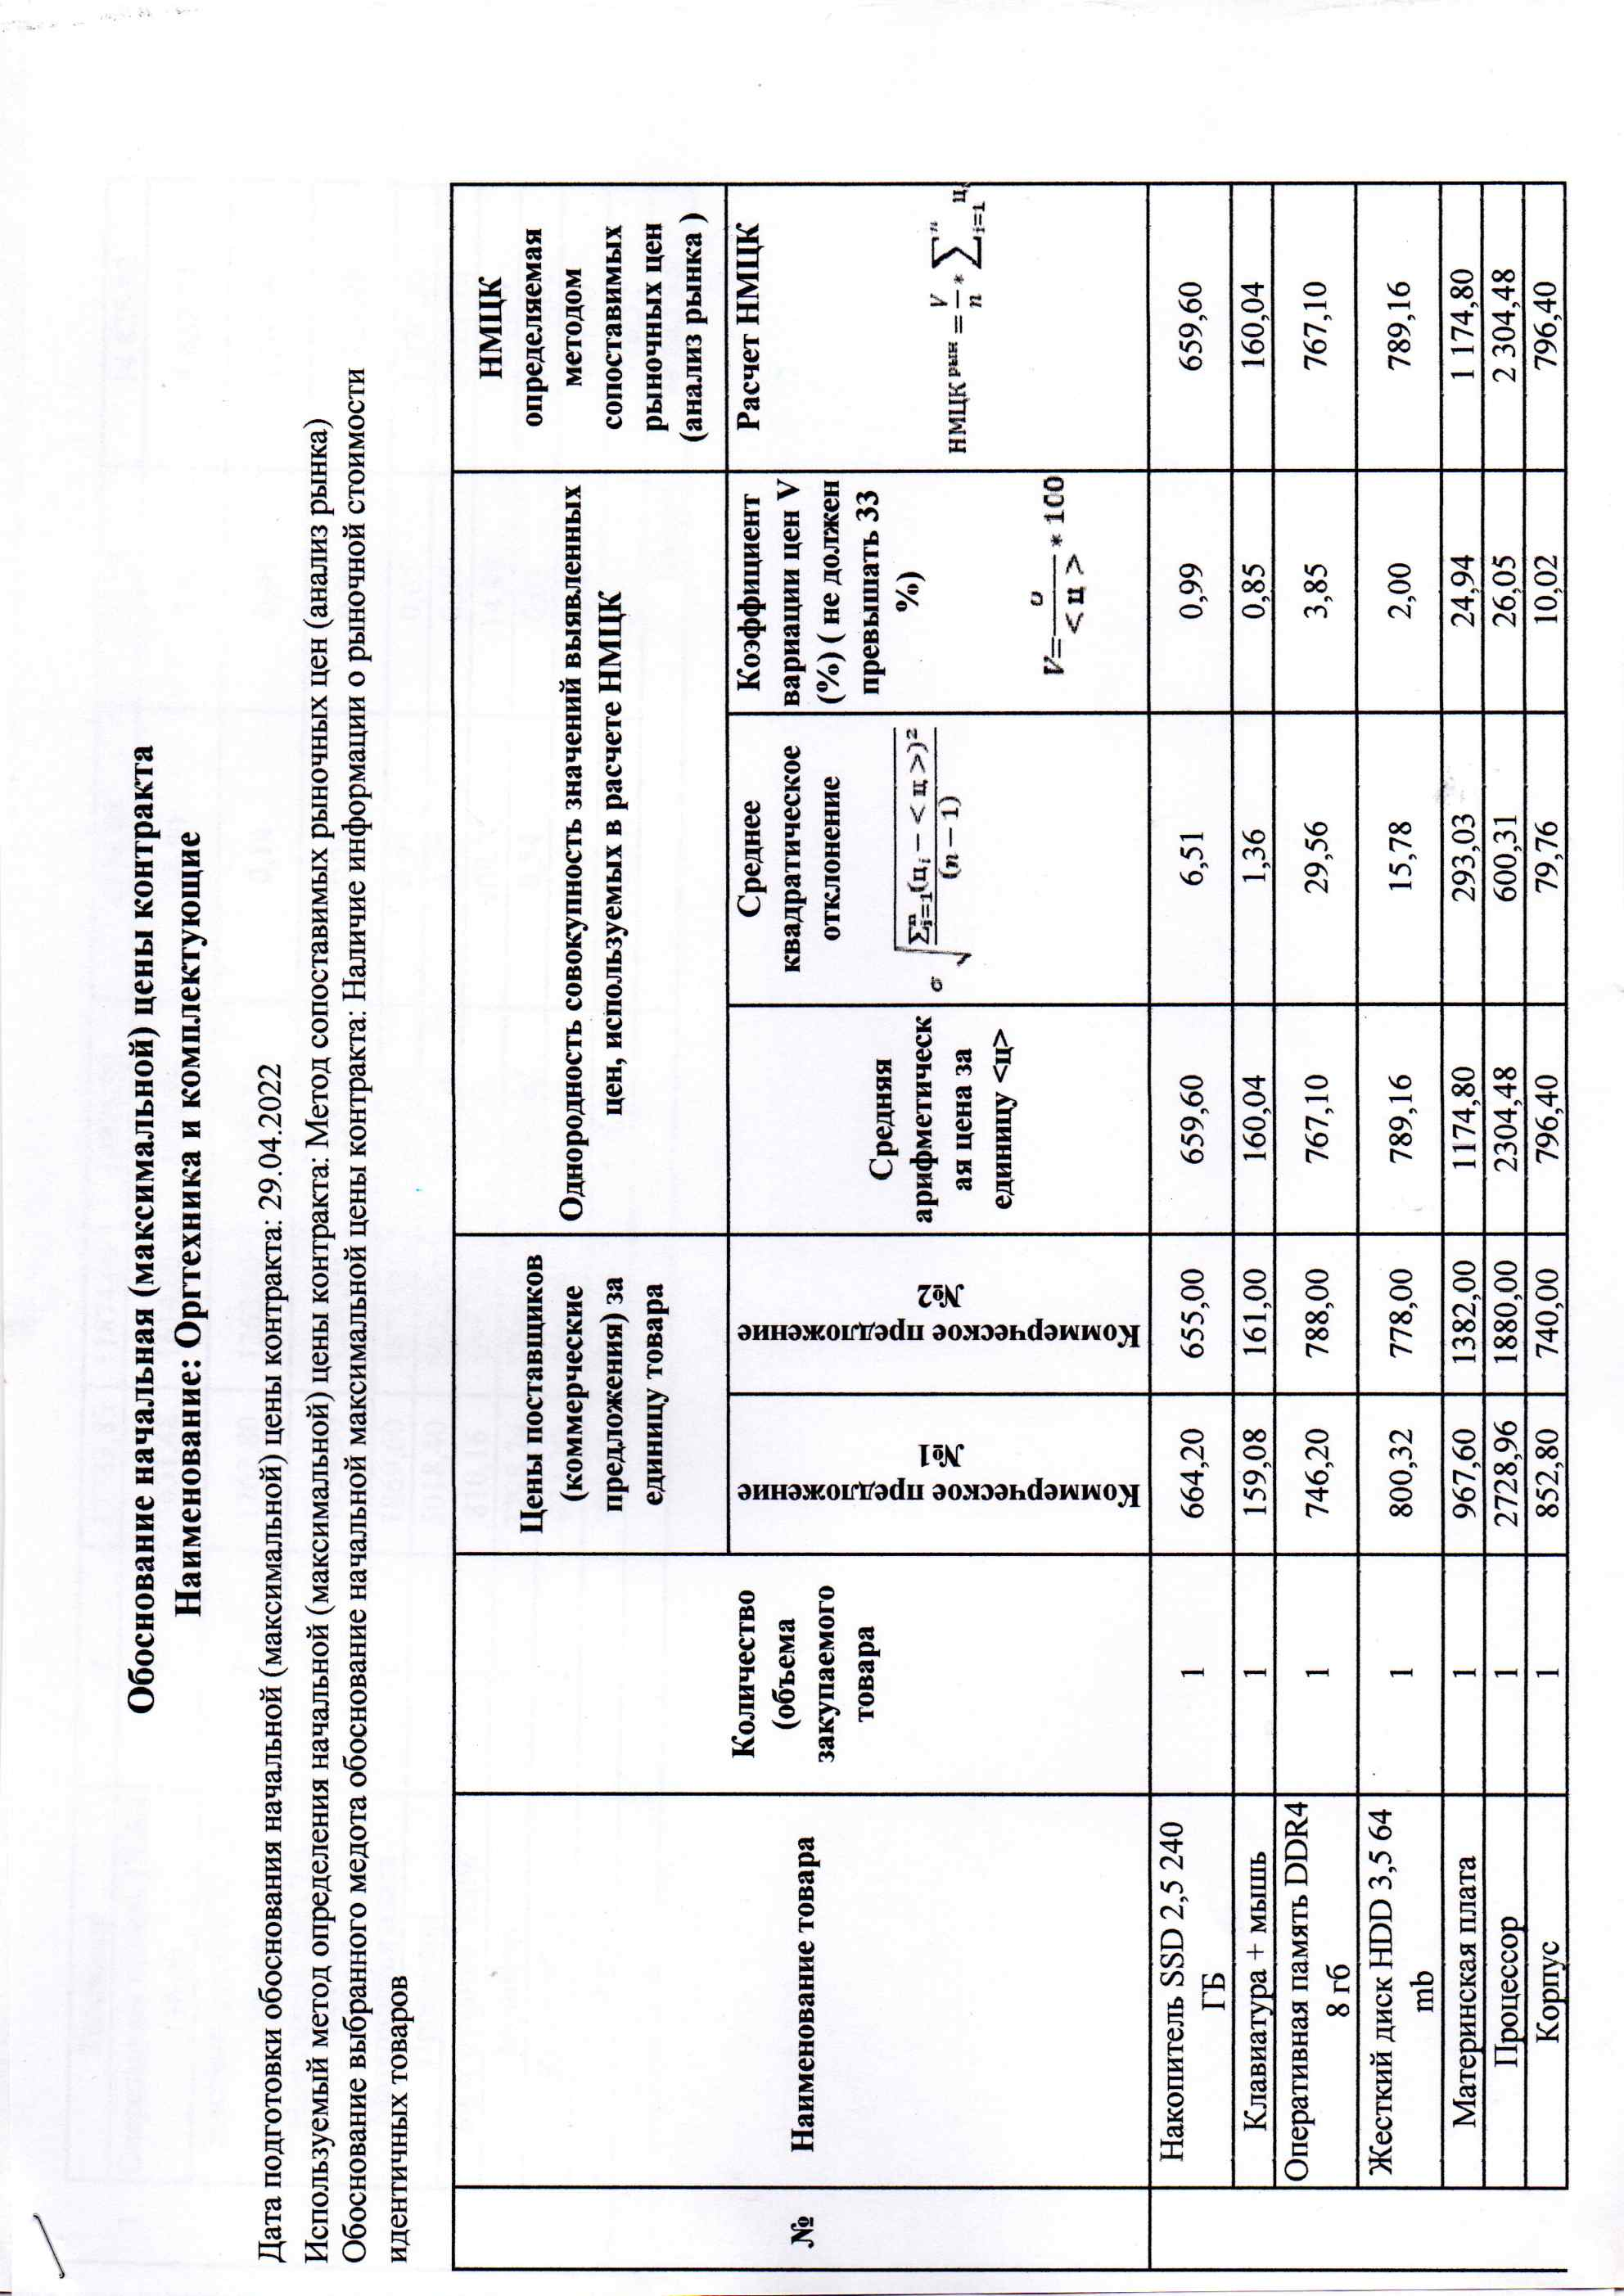 Обоснование начальная (максимальной) цены контракта
Наименование: Оргтехника и комплектующие
Дата подготовки обоснования начальной (максимальной) цены контракта: 29.04.2022
Используемый метод определения начальной (максимальной) цены контракта: Метод сопоставимых рыночных цен (анализ рынка)
Обоснование выбранного медота обоснование начальной максимальной цены контракта: Наличие информации о рыночной стоимости
идентичных товаров
№
Наименование товара
Количество
(объема
закупаемого
товара
Цены поставщиков
(коммерческие
предложения) за
единицу товара
Коммерческое предложение
№1
Коммерческое предложение
№2
Однородность совокупность значений выявленных
цен, используемых в расчете НМЦК
Средняя
арифметическ
ая цена за
единицу <ц>
Среднее
квадратическое
отклонение
σ √ Σⁿi=1(цi − < ц >)² / (n − 1)
Коэффициент
вариации цен V
(%) ( не должен
превышать 33
%)
V= σ / < ц > * 100
НМЦК
определяемая
методом
сопоставимых
рыночных цен
(анализ рынка )
Расчет НМЦК
НМЦК рын = V / n * Σ n i=1 ц
Накопитель SSD 2,5 240 1 664,20 655,00 659,60 6,51 0,99 659,60
ГБ
Клавиатура + мышь 1 159,08 161,00 160,04 1,36 0,85 160,04
Оперативная память DDR4 1 746,20 788,00 767,10 29,56 3,85 767,10
8 гб
Жесткий диск HDD 3,5 64 1 800,32 778,00 789,16 15,78 2,00 789,16
mb
Материнская плата 1 967,60 1382,00 1174,80 293,03 24,94 1 174,80
Процессор 1 2728,96 1880,00 2304,48 600,31 26,05 2 304,48
Корпус 1 852,80 740,00 796,40 79,76 10,02 796,40